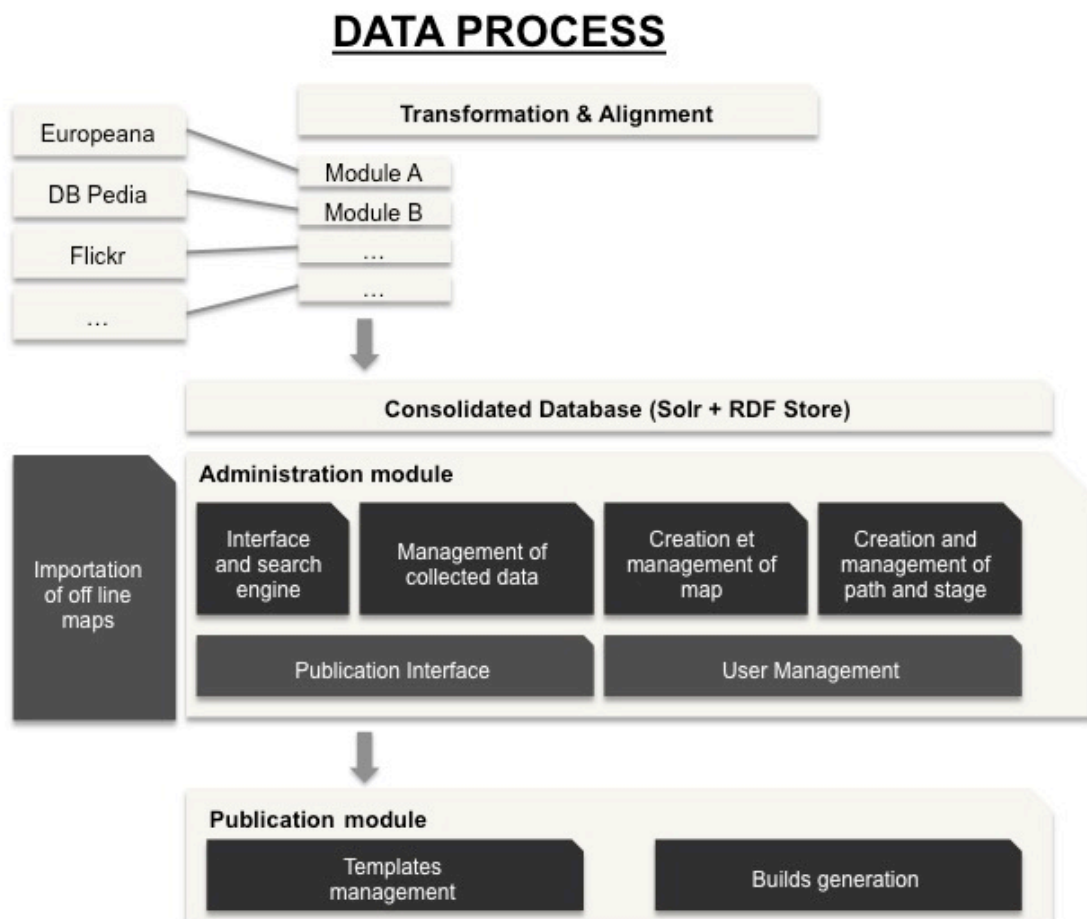 DATA PROCESS
Transformation & Alignment
Europeana
DB Pedia
Flickr
...
Module A
Module B
...
...
Consolidated Database (Solr + RDF Store)
Importation
of off line
maps
Administration module
Interface
and search
engine
Management of
collected data
Creation et
management of
map
Creation and
management of
path and stage
Publication Interface
User Management
Publication module
Templates
management
Builds generation